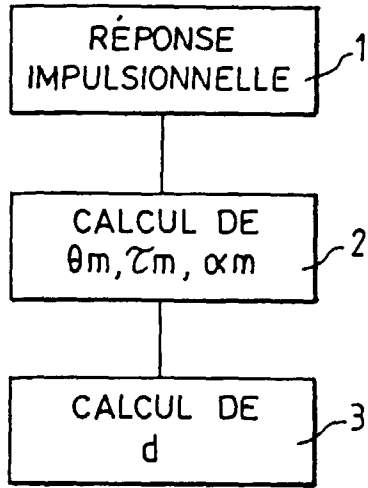 RÉPONSE
IMPULSIONNELLE
1
CALCUL DE
θm, τm, αm
2
CALCUL DE
d
3